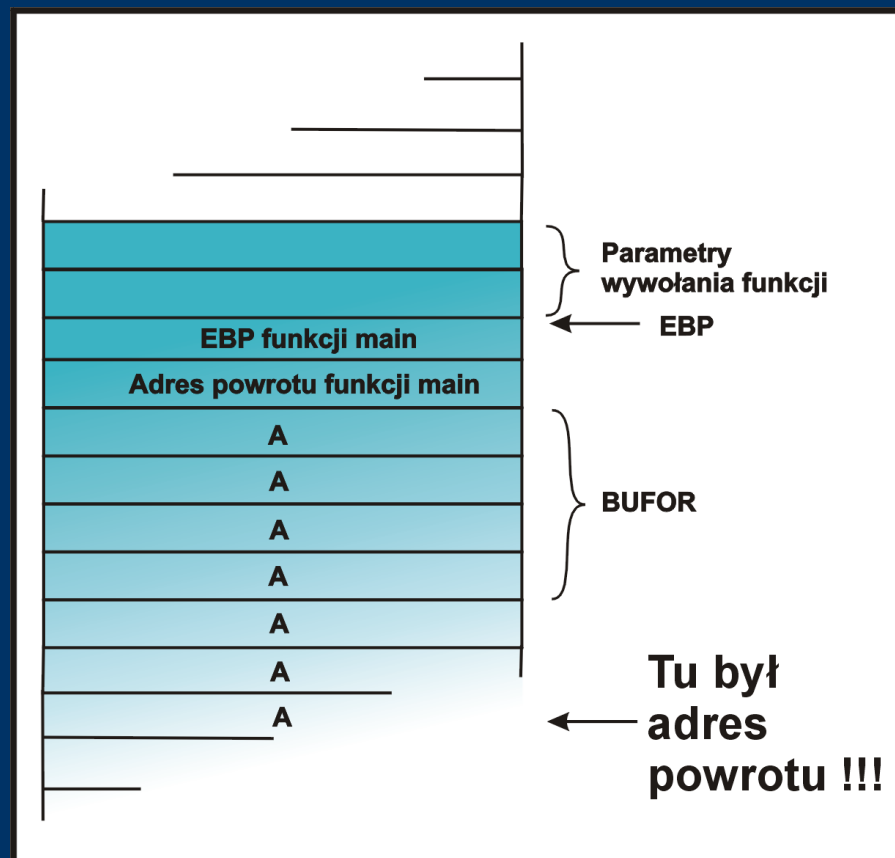 Parametry
wywołania funkcji
EBP funkcji main
EBP
Adres powrotu funkcji main
A
A
A
BUFOR
A
A
A
A
Tu był
adres
powrotu !!!